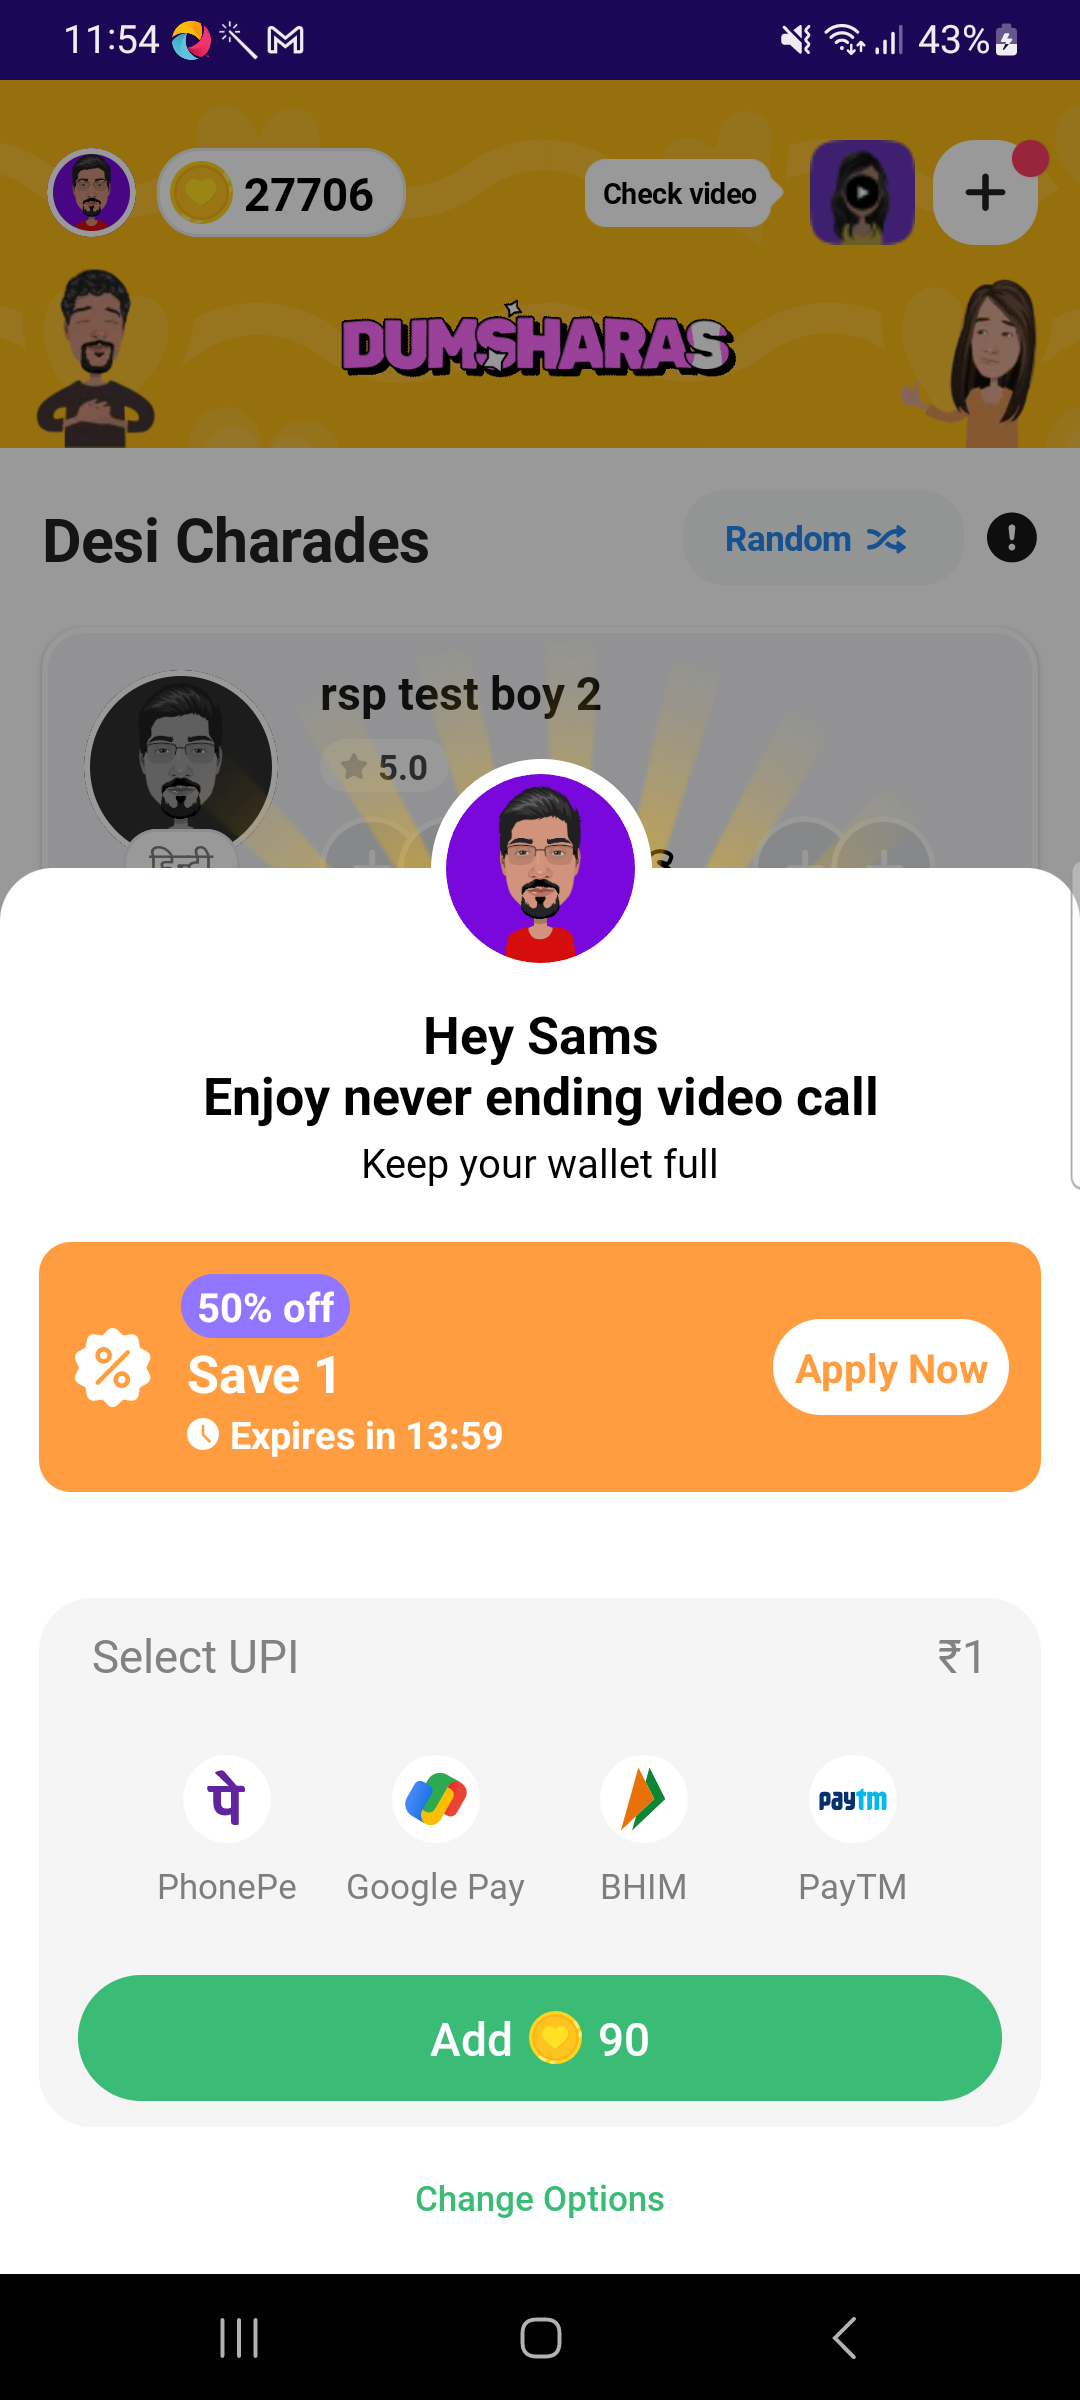 11:54
43%
27706
Check video
DUMSHARAS
Desi Charades
Random
rsp test boy 2
5.0
हिन्दी
Hey Sams
Enjoy never ending video call
Keep your wallet full
50% off
Save 1
Apply Now
Expires in 13:59
Select UPI
₹1
पे
paytm
PhonePe
Google Pay
BHIM
PayTM
Add 90
Change Options